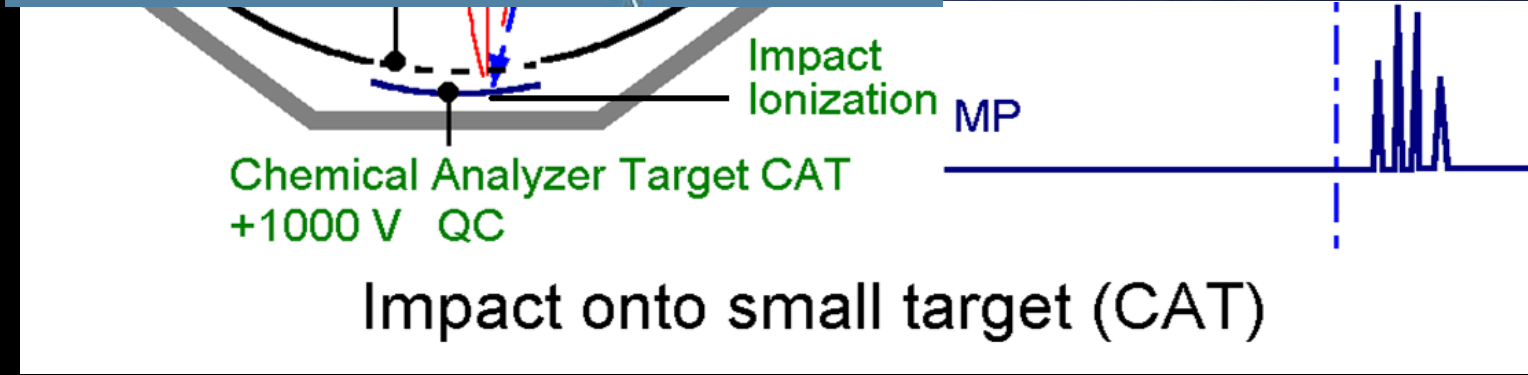 Impact
Ionization
MP
Chemical Analyzer Target CAT
+1000 V QC
Impact onto small target (CAT)